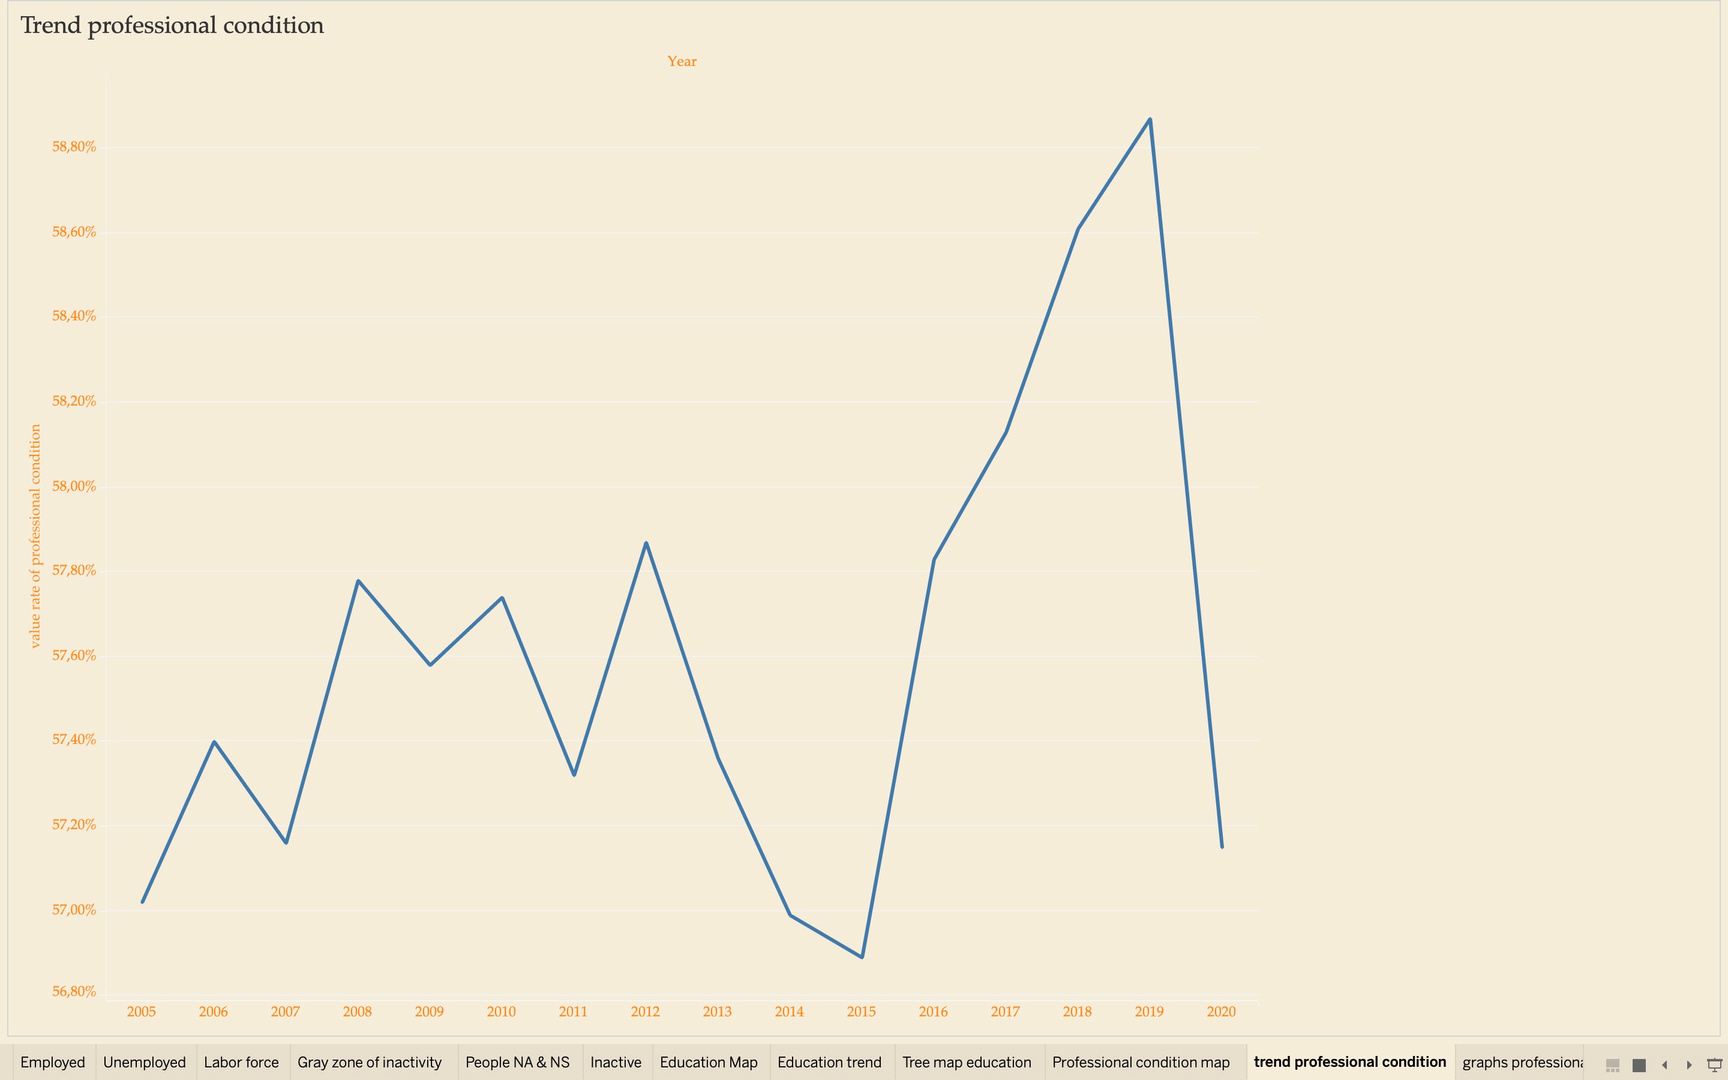 Trend professional condition
Year
value rate of professional condition
58,80%
58,60%
58,40%
58,20%
58,00%
57,80%
57,60%
57,40%
57,20%
57,00%
56,80%
2005 2006 2007 2008 2009 2010 2011 2012 2013 2014 2015 2016 2017 2018 2019 2020
Employed Unemployed Labor force Gray zone of inactivity People NA & NS Inactive Education Map Education trend Tree map education Professional condition map trend professional condition graphs professiona